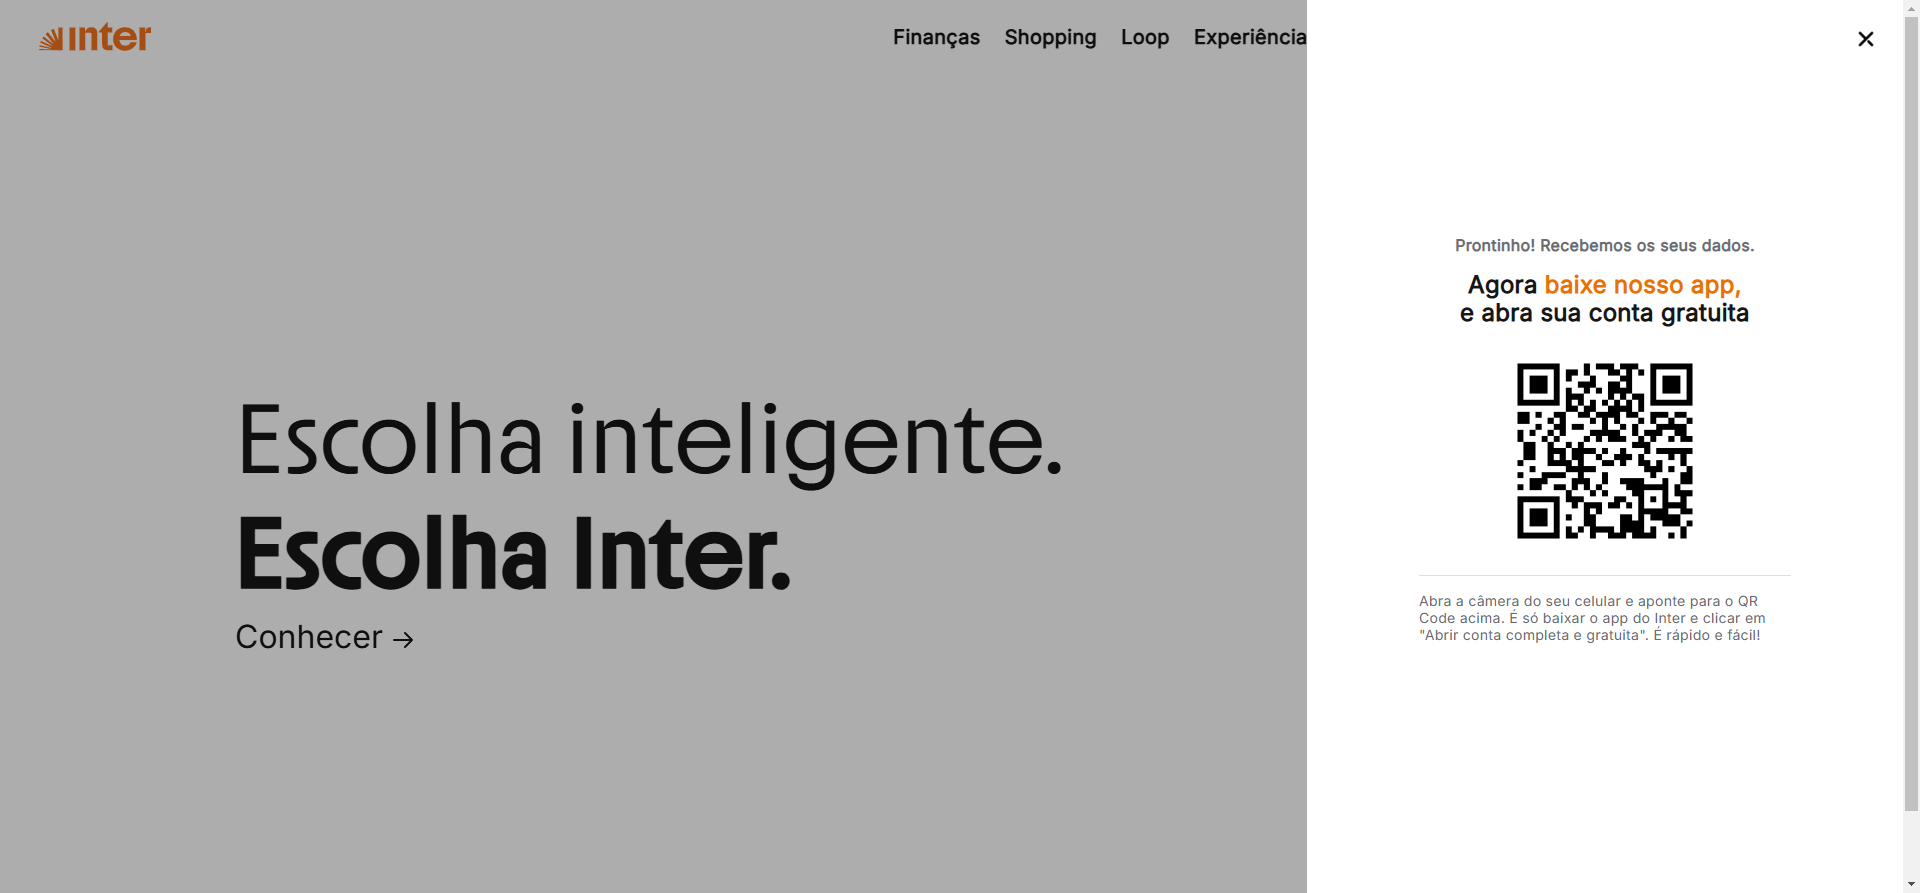 inter
Finanças Shopping Loop Experiência
Escolha inteligente.
Escolha Inter.
Conhecer →
Prontinho! Recebemos os seus dados.
Agora baixe nosso app,
e abra sua conta gratuita
Abra a câmera do seu celular e aponte para o QR
Code acima. É só baixar o app do Inter e clicar em
"Abrir conta completa e gratuita". É rápido e fácil!